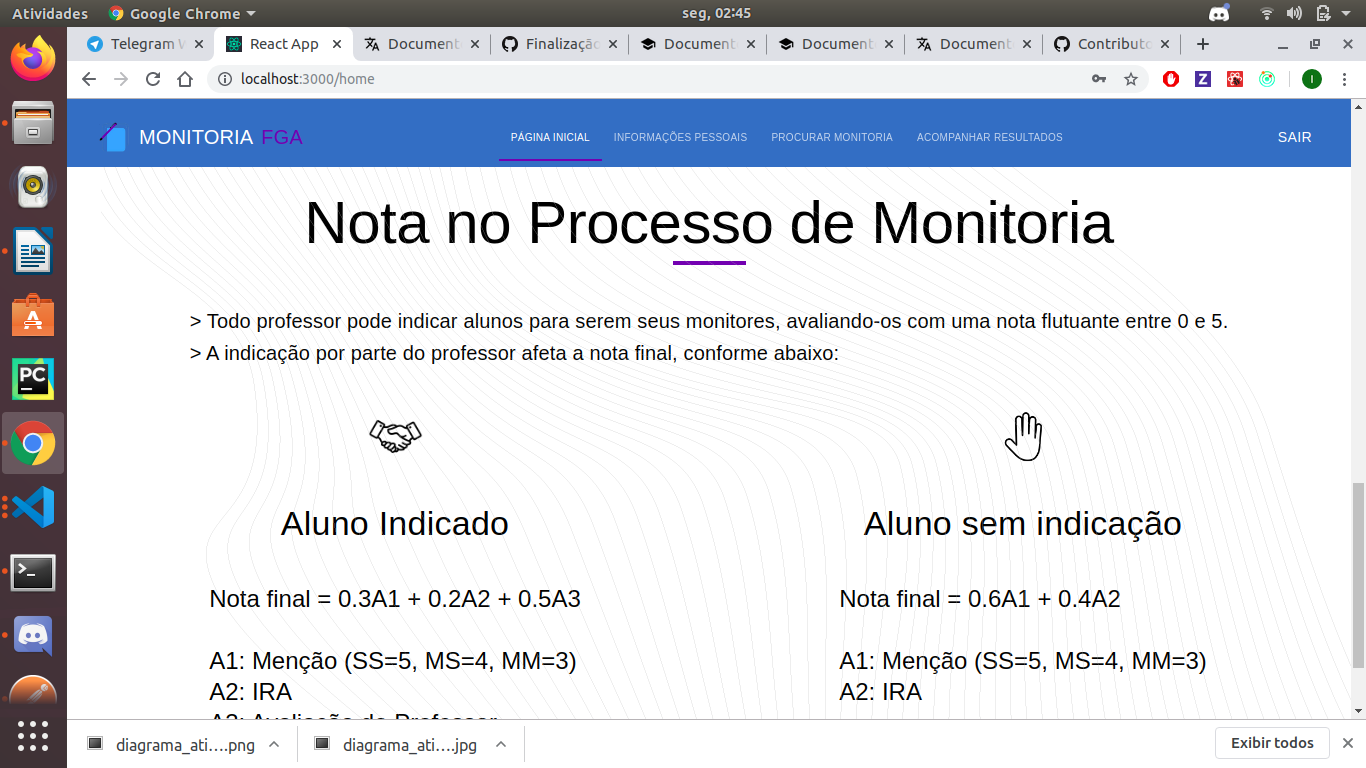 Atividades Google Chrome seg, 02:45
Telegram W React App Document Finalização Document Document Document Contributo
localhost:3000/home
MONITORIA FGA PÁGINA INICIAL INFORMAÇÕES PESSOAIS PROCURAR MONITORIA ACOMPANHAR RESULTADOS SAIR
Nota no Processo de Monitoria
> Todo professor pode indicar alunos para serem seus monitores, avaliando-os com uma nota flutuante entre 0 e 5.
> A indicação por parte do professor afeta a nota final, conforme abaixo:
Aluno Indicado
Nota final = 0.3A1 + 0.2A2 + 0.5A3
A1: Menção (SS=5, MS=4, MM=3)
A2: IRA
A3: Avaliação do Professor
Aluno sem indicação
Nota final = 0.6A1 + 0.4A2
A1: Menção (SS=5, MS=4, MM=3)
A2: IRA
diagrama_ati….png diagrama_ati….jpg Exibir todos